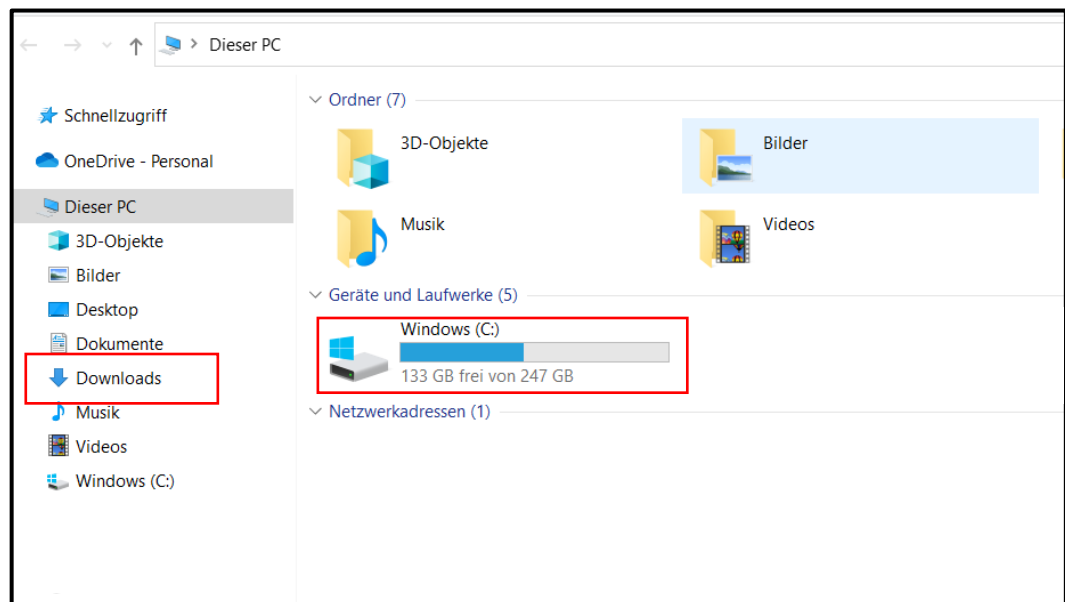 Dieser PC
Schnellzugriff
OneDrive - Personal
Dieser PC
3D-Objekte
Bilder
Desktop
Dokumente
Downloads
Musik
Videos
Windows (C:)
Ordner (7)
3D-Objekte
Bilder
Musik
Videos
Geräte und Laufwerke (5)
Windows (C:)
133 GB frei von 247 GB
Netzwerkadressen (1)